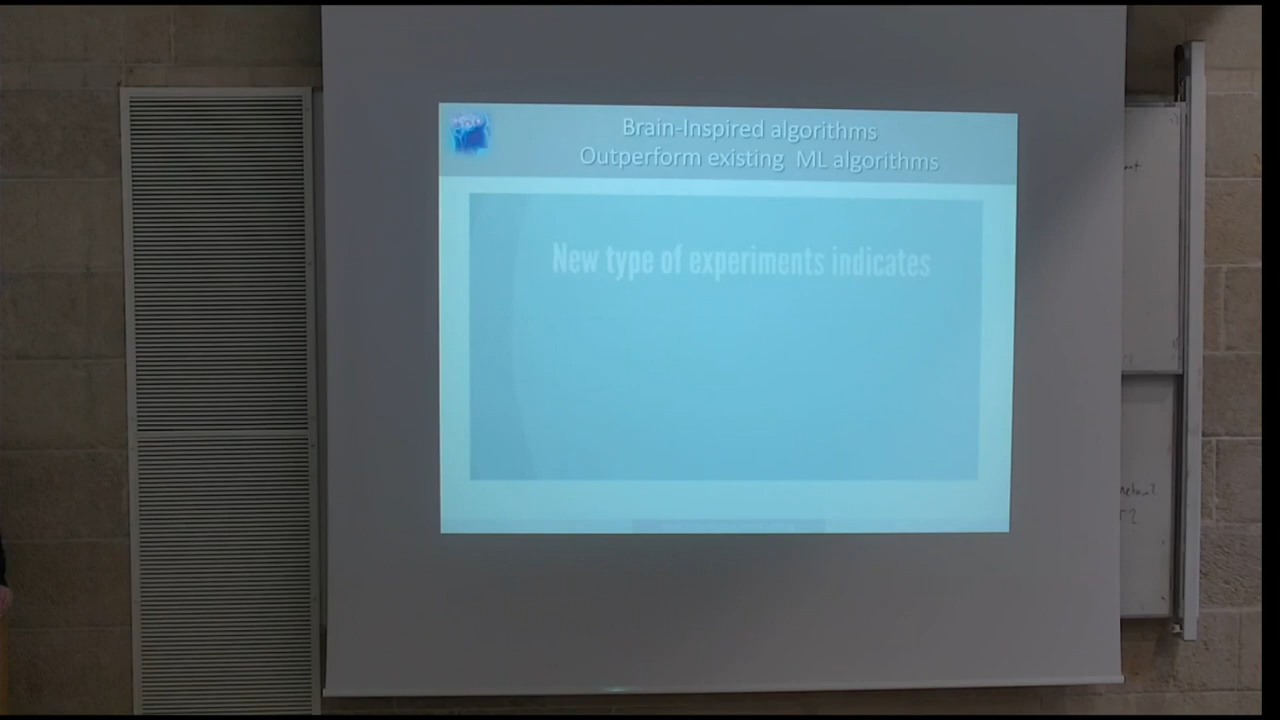 Brain-Inspired algorithms
Outperform existing ML algorithms
New type of experiments indicates